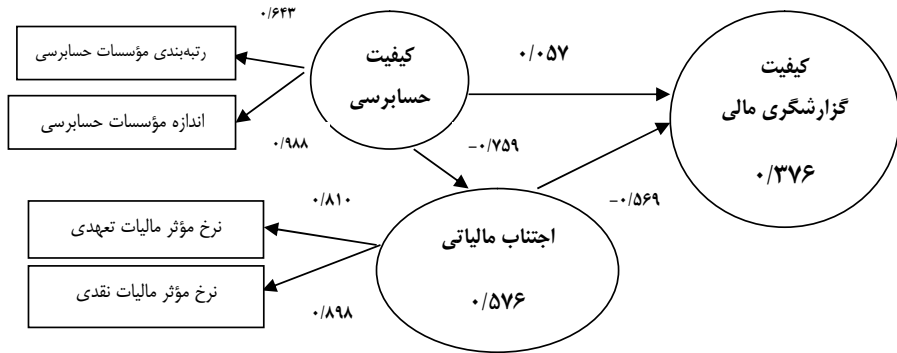 ۰/۶۴۳
رتبه‌بندی مؤسسات حسابرسی
اندازه مؤسسات حسابرسی
۰/۹۸۸
کیفیت
حسابرسی
۰/۰۵۷
کیفیت
گزارشگری مالی
۰/۳۷۶
-۰/۷۵۹
-۰/۵۶۹
۰/۸۱۰
نرخ مؤثر مالیات تعهدی
نرخ مؤثر مالیات نقدی
۰/۸۹۸
اجتناب مالیاتی
۰/۵۷۶